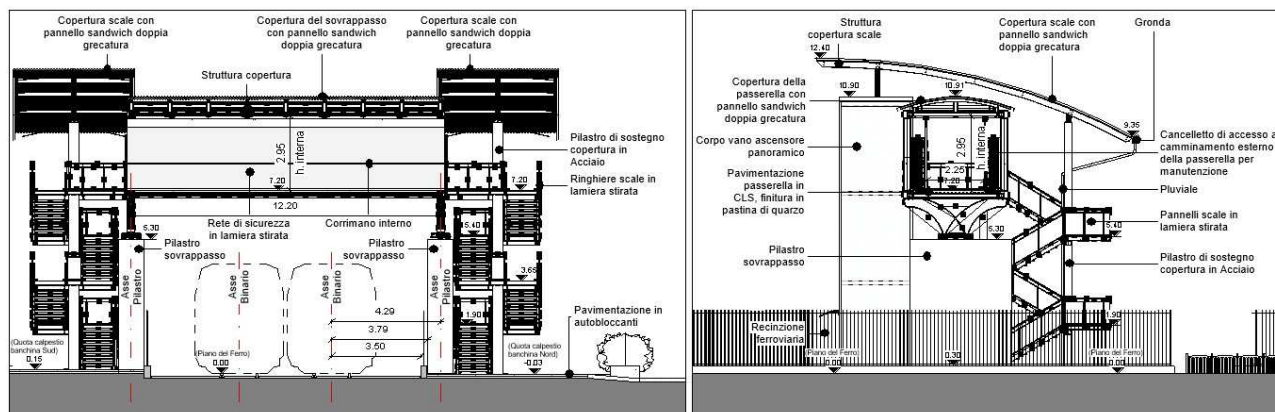 Copertura scale con
pannello sandwich doppia
grecatura
Copertura del sovrappasso
con pannello sandwich
doppia grecatura
Copertura scale con
pannello sandwich doppia
grecatura
Struttura copertura
Pilastro di sostegno
copertura in
Acciaio
Ringhiere scale in
lamiera stirata
2.95
h. interna
7.20
7.20
7.20
12.20
Rete di sicurezza
in lamiera stirata
Corrimano interno
5.30
5.40
Pilastro
sovrappasso
Pilastro
sovrappasso
Asse
Pilastro
Asse
Binario
Asse
Binario
Asse
Pilastro
3.65
4.29
3.79
3.50
1.90
Pavimentazione in
autobloccanti
(Quota calpestio
banchina Sud)
0.15
(Piano del Ferro)
0.00
(Quota calpestio
banchina Nord)
-0.03
Struttura
copertura scale
Copertura scale con
pannello sandwich
doppia grecatura
Gronda
12.40
Copertura della
passerella con
pannello sandwich
doppia grecatura
10.90
10.91
9.35
Corpo vano ascensore
panoramico
2.95
h. interna
2.25
7.20
Cancelletto di accesso a
camminamento esterno
della passerella per
manutenzione
Pavimentazione
passerella in
CLS, finitura in
pastina di quarzo
Pluviale
Pannelli scale in
lamiera stirata
5.30
5.40
Pilastro
sovrappasso
Pilastro di sostegno
copertura in Acciaio
Recinzione
ferroviaria
1.90
(Piano del Ferro)
0.00
0.30
(Piano del Ferro)
0.00